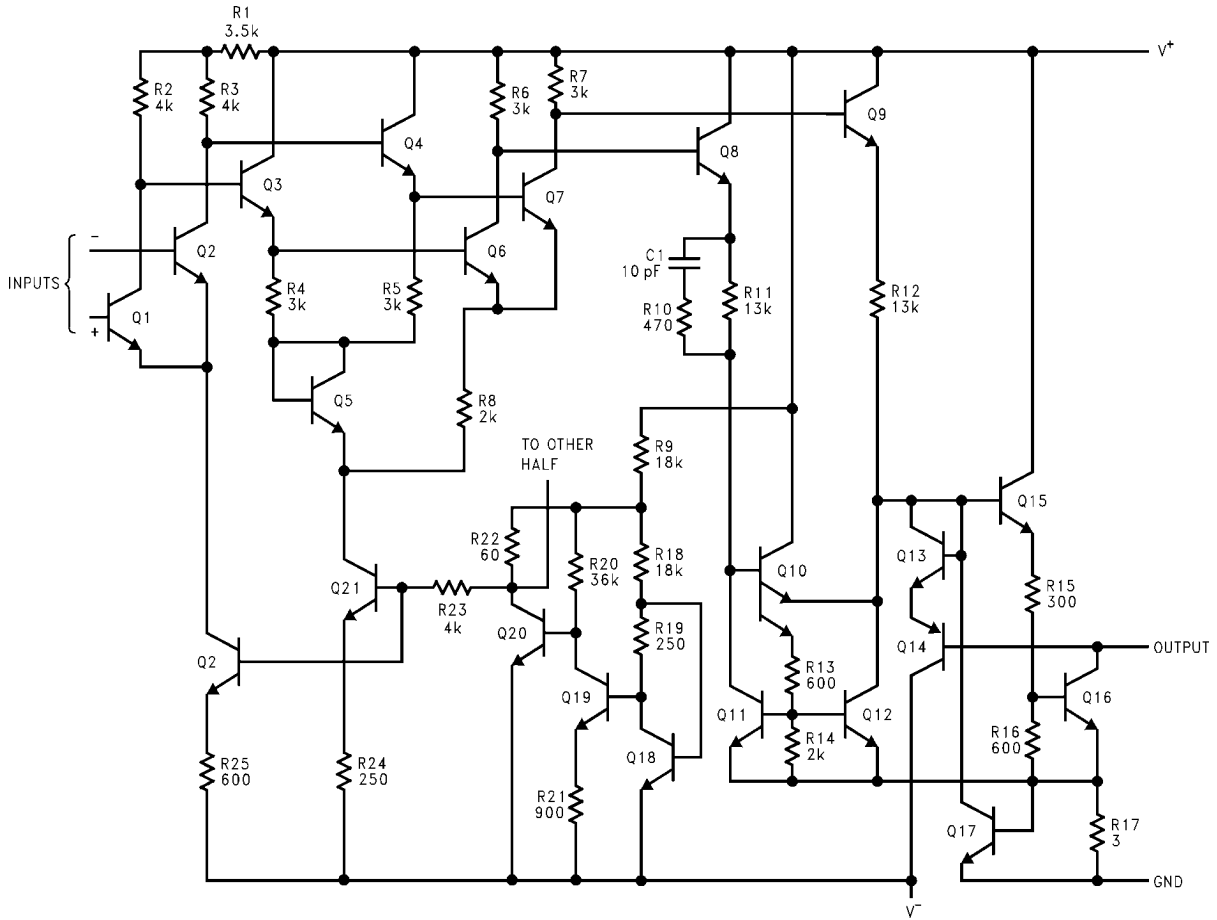 R1
3.5k
V+
R2
4k
R3
4k
R6
3k
R7
3k
Q4
Q8
Q9
Q3
Q7
-
Q2
Q6
INPUTS
C1
10 pF
R4
3k
R5
3k
R11
13k
R12
13k
R10
470
+
Q1
Q5
R8
2k
TO OTHER
HALF
R9
18k
Q15
R22
60
R20
36k
R18
18k
Q13
Q21
Q10
R23
4k
R15
300
Q20
R19
250
Q14
OUTPUT
Q2
R13
600
Q19
Q11
Q12
Q16
R14
2k
R16
600
Q18
R25
600
R24
250
R21
900
Q17
R17
3
GND
V-